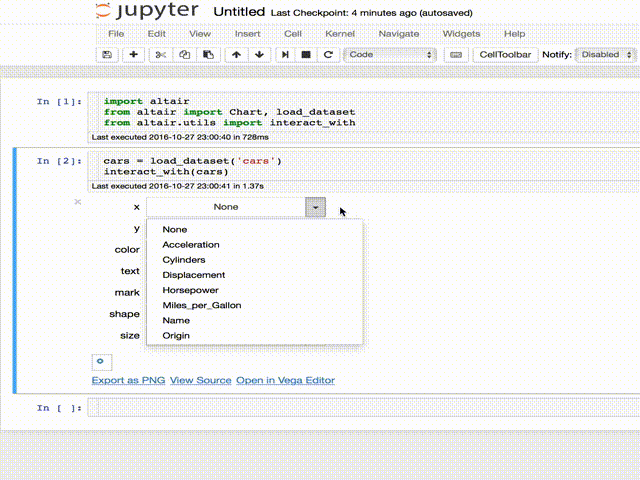 jupyter Untitled Last Checkpoint: 4 minutes ago (autosaved)
File Edit View Insert Cell Kernel Navigate Widgets Help
Code CellToolbar Notify: Disabled
In [1]: import altair
from altair import Chart, load_dataset
from altair.utils import interact_with
Last executed 2016-10-27 23:00:40 in 728ms
In [2]: cars = load_dataset('cars')
interact_with(cars)
Last executed 2016-10-27 23:00:41 in 1.37s
x None
y
color
text
mark
shape
size
None
Acceleration
Cylinders
Displacement
Horsepower
Miles_per_Gallon
Name
Origin
Export as PNG View Source Open in Vega Editor
In [ ]: